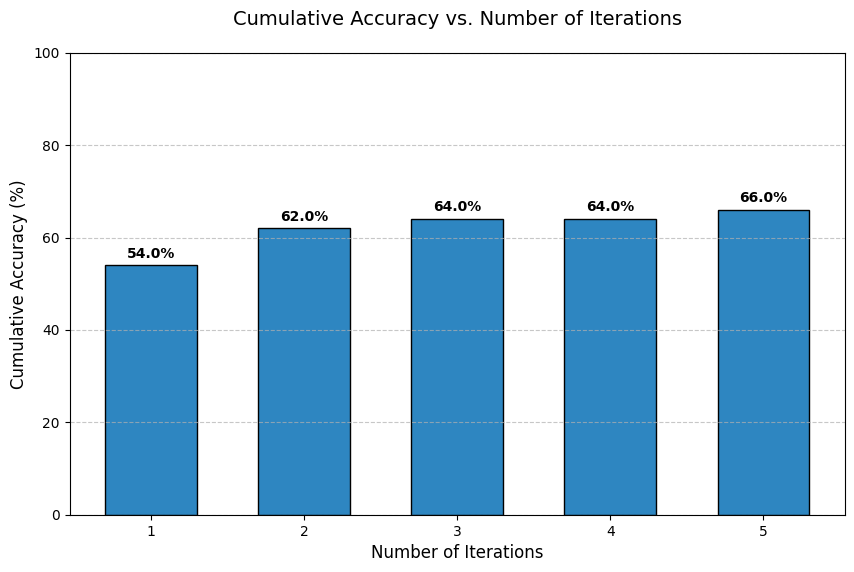 Cumulative Accuracy vs. Number of Iterations
Cumulative Accuracy (%)
100
80
60
40
20
0
54.0%
62.0%
64.0%
64.0%
66.0%
1 2 3 4 5
Number of Iterations